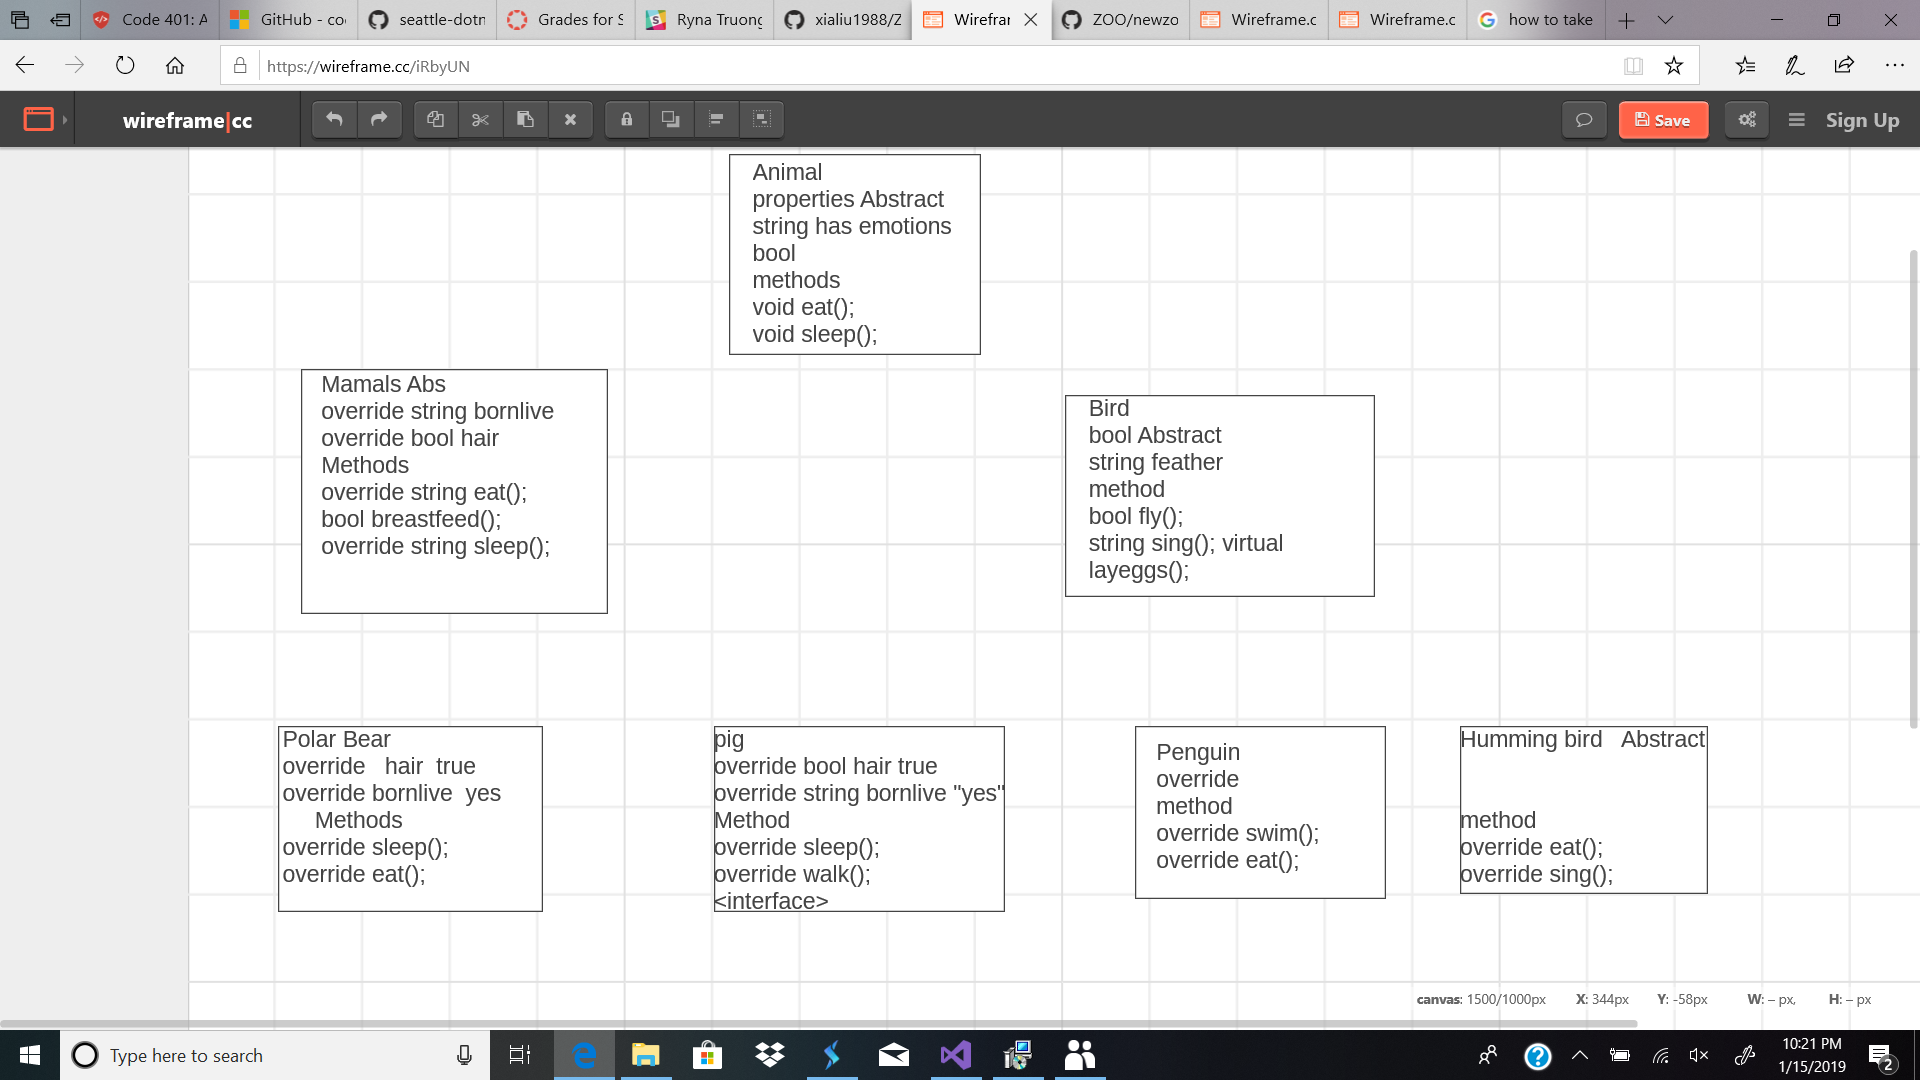 Code 401: A
GitHub - co
seattle-dotn
Grades for S
Ryna Truong
xialiu1988/Z
Wirefrar
ZOO/newzo
Wireframe.c
Wireframe.c
how to take
https://wireframe.cc/iRbyUN
wireframe|cc
Save
Sign Up
Animal
properties Abstract
string has emotions
bool
methods
void eat();
void sleep();
Mamals Abs
override string bornlive
override bool hair
Methods
override string eat();
bool breastfeed();
override string sleep();
Bird
bool Abstract
string feather
method
bool fly();
string sing(); virtual
layeggs();
Polar Bear
override hair true
override bornlive yes
Methods
override sleep();
override eat();
pig
override bool hair true
override string bornlive "yes"
Method
override sleep();
override walk();
<interface>
Penguin
override
method
override swim();
override eat();
Humming bird Abstract
method
override eat();
override sing();
canvas: 1500/1000px X: 344px Y: -58px W: – px, H: – px
Type here to search
10:21 PM
1/15/2019
2